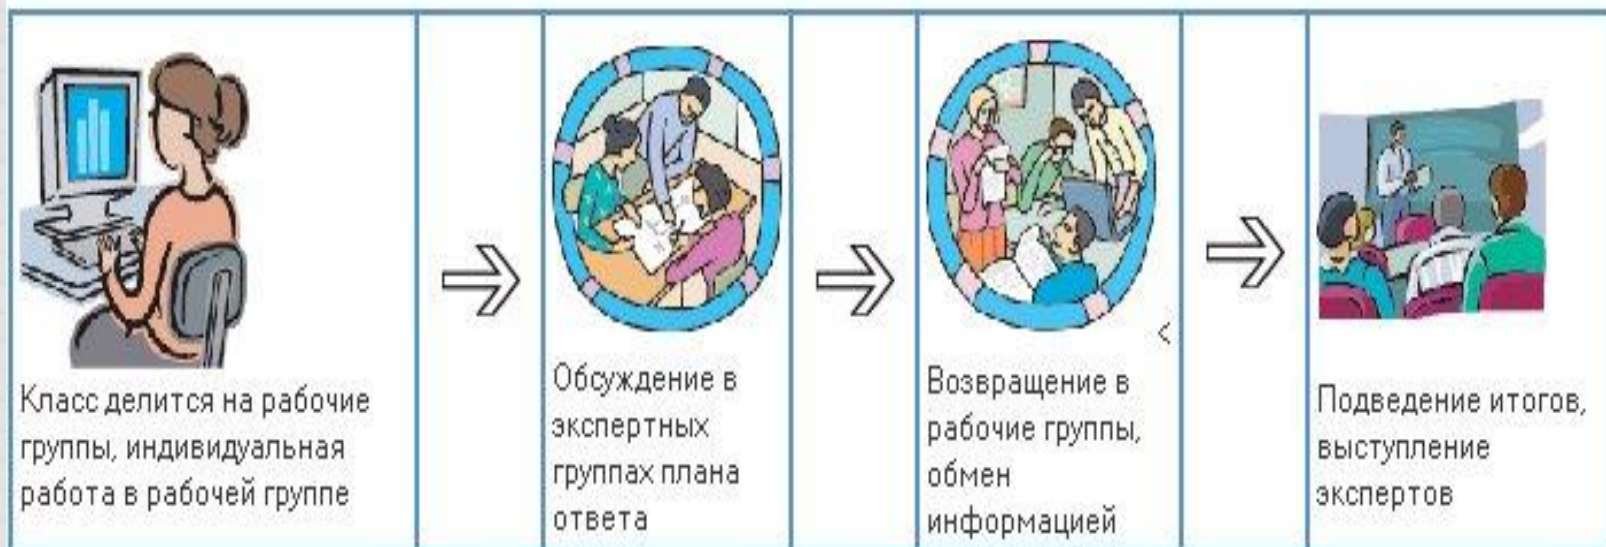 Класс делится на рабочие
группы, индивидуальная
работа в рабочей группе
Обсуждение в
экспертных
группах плана
ответа
Возвращение в
рабочие группы,
обмен
информацией
Подведение итогов,
выступление
экспертов